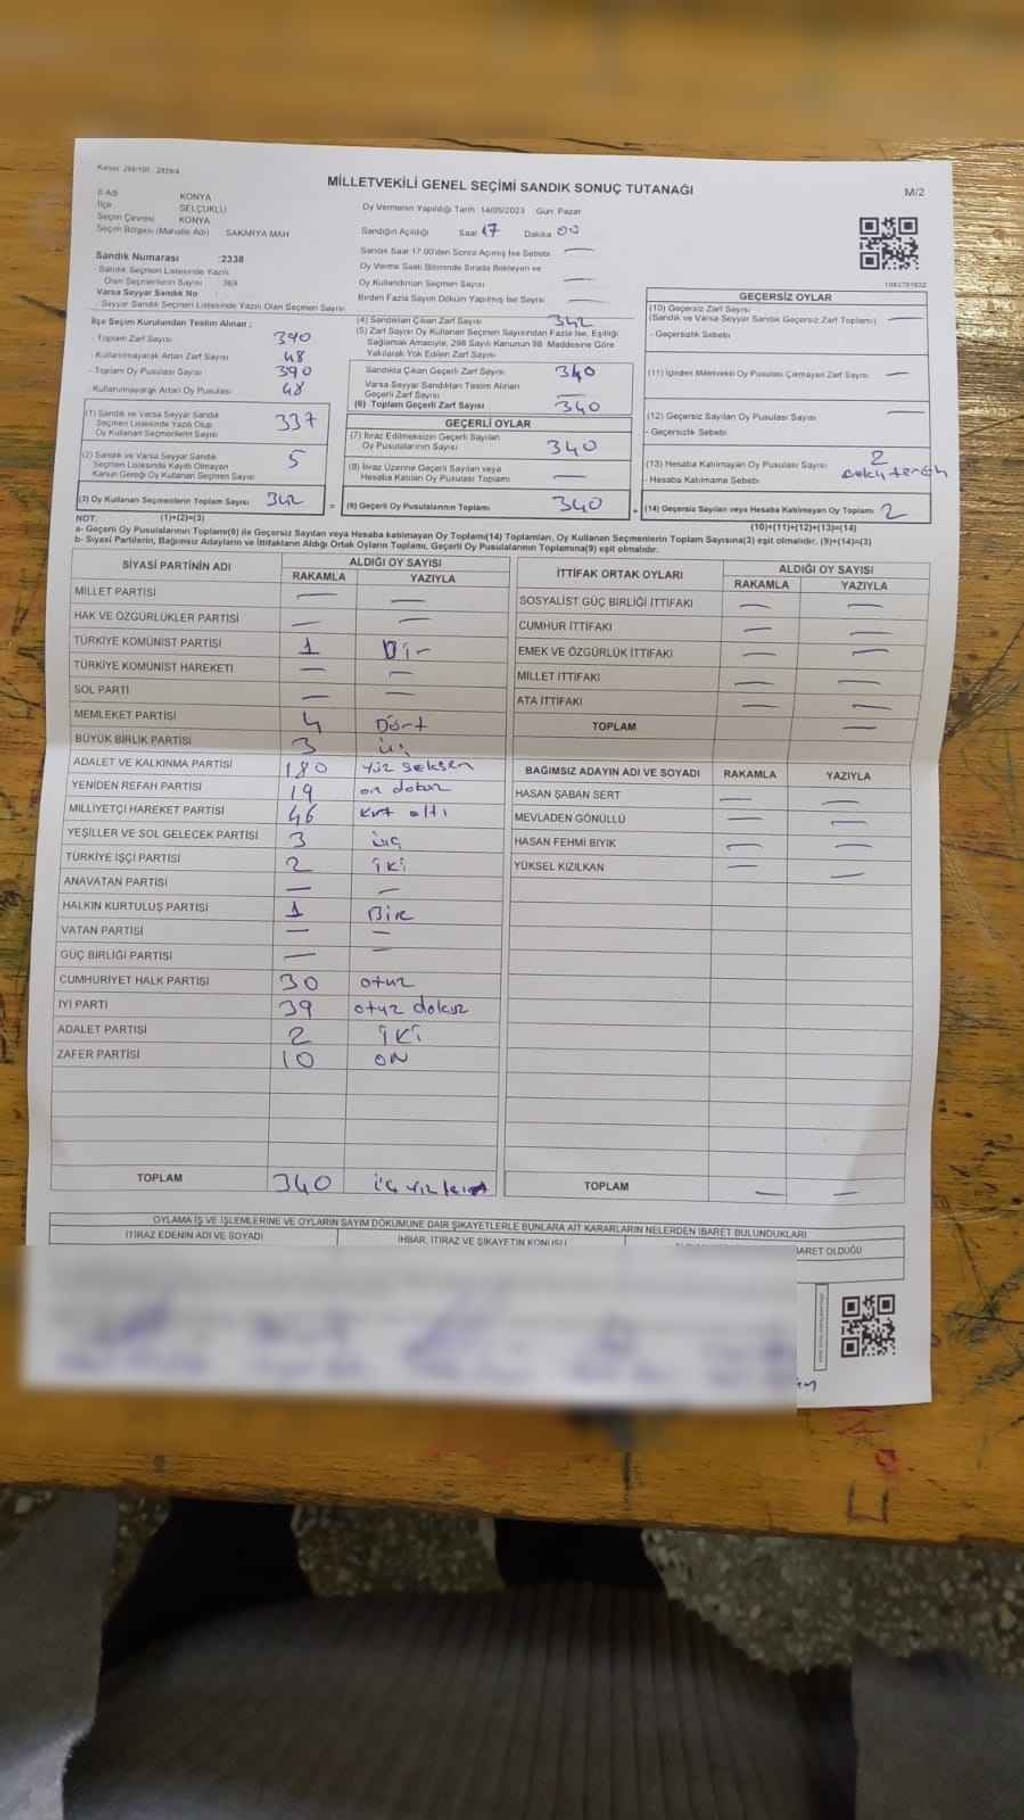 MİLLETVEKİLİ GENEL SEÇİMİ SANDIK SONUÇ TUTANAĞI
M/2
İl Adı KONYA
İlçe SELÇUKLU
Seçim Çevresi KONYA
Seçim Bölgesi (Mahalle Adı) SAKARYA MAH
Sandık Numarası :2338
Sandık Seçmen Listesinde Yazılı
Olan Seçmenlerin Sayısı
Varsa Seyyar Sandık No
Seyyar Sandık Seçmen Listesinde Yazılı Olan Seçmen Sayısı
Oy Vermenin Yapıldığı Tarih 14/05/2023 Gün: Pazar
Sandığın Açıldığı Saat 17 Dakika 00
Sandık Saat 17.00'den Sonra Açılmış İse Sebebi —
Oy Verme Saati Bitiminde Sırada Bekleyen ve
Oy Kullandırılan Seçmen Sayısı —
Birden Fazla Sayım Döküm Yapılmış İse Sayısı —
İlçe Seçim Kurulundan Teslim Alınan :
- Toplam Zarf Sayısı 390
- Kullanılmayarak Artan Zarf Sayısı 48
- Toplam Oy Pusulası Sayısı 390
- Kullanılmayarak Artan Oy Pusulası 48
(1) Sandık ve Varsa Seyyar Sandık
Seçmen Listesinde Yazılı Olup
Oy Kullanan Seçmenlerin Sayısı 337
(2) Sandık ve Varsa Seyyar Sandık
Seçmen Listesinde Kayıtlı Olmayan
Kanun Gereği Oy Kullanan Seçmen Sayısı 5
(3) Oy Kullanan Seçmenlerin Toplam Sayısı 342
(1)+(2)=(3)
(4) Sandıktan Çıkan Zarf Sayısı 342
(5) Zarf Sayısı Oy Kullanan Seçmen Sayısından Fazla İse, Eşitliği
Sağlamak Amacıyla, 298 Sayılı Kanunun 98. Maddesine Göre
Yakılarak Yok Edilen Zarf Sayısı —
Sandıkta Çıkan Geçerli Zarf Sayısı 340
Varsa Seyyar Sandıktan Teslim Alınan
Geçerli Zarf Sayısı —
(6) Toplam Geçerli Zarf Sayısı 340
GEÇERLİ OYLAR
(7) İtiraz Edilmeksizin Geçerli Sayılan
Oy Pusulalarının Sayısı 340
(8) İtiraz Üzerine Geçerli Sayılan veya
Hesaba Katılan Oy Pusulası Toplamı —
(9) Geçerli Oy Pusulalarının Toplamı 340
GEÇERSİZ OYLAR
(10) Geçersiz Zarf Sayısı
(Sandık ve Varsa Seyyar Sandık Geçersiz Zarf Toplamı) —
- Geçersizlik Sebebi
(11) İçinden Milletvekili Oy Pusulası Çıkmayan Zarf Sayısı —
(12) Geçersiz Sayılan Oy Pusulası Sayısı —
- Geçersizlik Sebebi
(13) Hesaba Katılmayan Oy Pusulası Sayısı 2
- Hesaba Katılmama Sebebi
(14) Geçersiz Sayılan veya Hesaba Katılmayan Oy Toplamı 2
(10)+(11)+(12)+(13)=(14)
NOT:
a- Geçerli Oy Pusulalarının Toplamı(9) ile Geçersiz Sayılan veya Hesaba katılmayan Oy Toplamı(14) Toplamları, Oy Kullanan Seçmenlerin Toplam Sayısına(3) eşit olmalıdır. (9)+(14)=(3)
b- Siyasi Partilerin, Bağımsız Adayların ve İttifakların Aldığı Ortak Oyların Toplamı, Geçerli Oy Pusulalarının Toplamına(9) eşit olmalıdır.
SİYASİ PARTİNİN ADI ALDIĞI OY SAYISI
RAKAMLA YAZIYLA
MİLLET PARTİSİ — —
HAK VE ÖZGÜRLÜKLER PARTİSİ — —
TÜRKİYE KOMÜNİST PARTİSİ 1 Bir
TÜRKİYE KOMÜNİST HAREKETİ — —
SOL PARTİ — —
MEMLEKET PARTİSİ 4 Dört
BÜYÜK BİRLİK PARTİSİ 3 üç
ADALET VE KALKINMA PARTİSİ 180 yüz seksen
YENİDEN REFAH PARTİSİ 19 on dokuz
MİLLİYETÇİ HAREKET PARTİSİ 46 kırk altı
YEŞİLLER VE SOL GELECEK PARTİSİ 3 üç
TÜRKİYE İŞÇİ PARTİSİ 2 iki
ANAVATAN PARTİSİ — —
HALKIN KURTULUŞ PARTİSİ 1 Bir
VATAN PARTİSİ — —
GÜÇ BİRLİĞİ PARTİSİ — —
CUMHURİYET HALK PARTİSİ 30 otuz
İYİ PARTİ 39 otuz dokuz
ADALET PARTİSİ 2 iki
ZAFER PARTİSİ 10 ON
TOPLAM 340 üç yüz kırk
İTTİFAK ORTAK OYLARI ALDIĞI OY SAYISI
RAKAMLA YAZIYLA
SOSYALİST GÜÇ BİRLİĞİ İTTİFAKI — —
CUMHUR İTTİFAKI — —
EMEK VE ÖZGÜRLÜK İTTİFAKI — —
MİLLET İTTİFAKI — —
ATA İTTİFAKI — —
TOPLAM —
BAĞIMSIZ ADAYIN ADI VE SOYADI RAKAMLA YAZIYLA
HASAN ŞABAN SERT — —
MEVLADEN GÖNÜLLÜ — —
HASAN FEHMİ BIYIK — —
YÜKSEL KIZILKAN — —
TOPLAM — —
OYLAMA İŞ VE İŞLEMLERİNE VE OYLARIN SAYIM DÖKÜMÜNE DAİR ŞİKAYETLERLE BUNLARA AİT KARARLARIN NELERDEN İBARET BULUNDUKLARI
İTİRAZ EDENİN ADI VE SOYADI
İHBAR, İTİRAZ VE ŞİKAYETİN KONUSU
BARET OLDUĞU